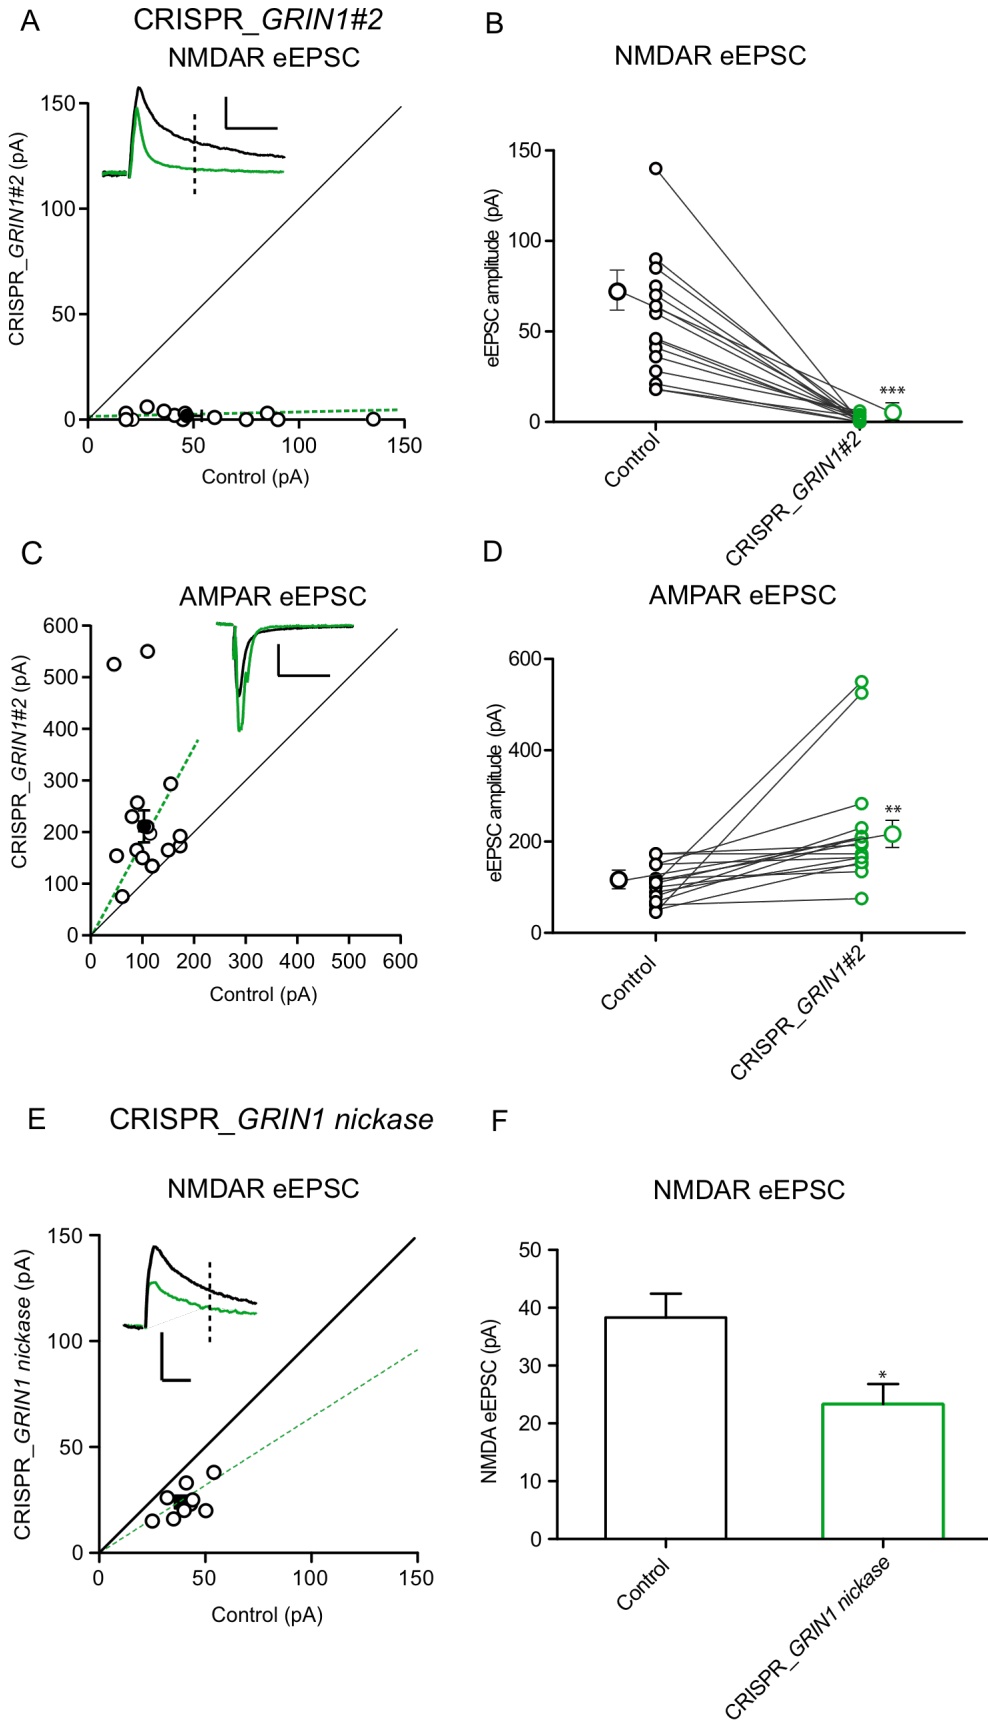 A
CRISPR_GRIN1#2
NMDAR eEPSC
CRISPR_GRIN1#2 (pA)
150
100
50
0
0 50 100 150
Control (pA)
B
NMDAR eEPSC
eEPSC amplitude (pA)
150
100
50
0
***
Control
CRISPR_GRIN1#2
C
AMPAR eEPSC
CRISPR_GRIN1#2 (pA)
600
500
400
300
200
100
0
0 100 200 300 400 500 600
Control (pA)
D
AMPAR eEPSC
eEPSC amplitude (pA)
600
400
200
0
**
Control
CRISPR_GRIN1#2
E
CRISPR_GRIN1 nickase
NMDAR eEPSC
CRISPR_GRIN1 nickase (pA)
150
100
50
0
0 50 100 150
Control (pA)
F
NMDAR eEPSC
NMDA eEPSC (pA)
50
40
30
20
10
0
*
Control
CRISPR_GRIN1 nickase